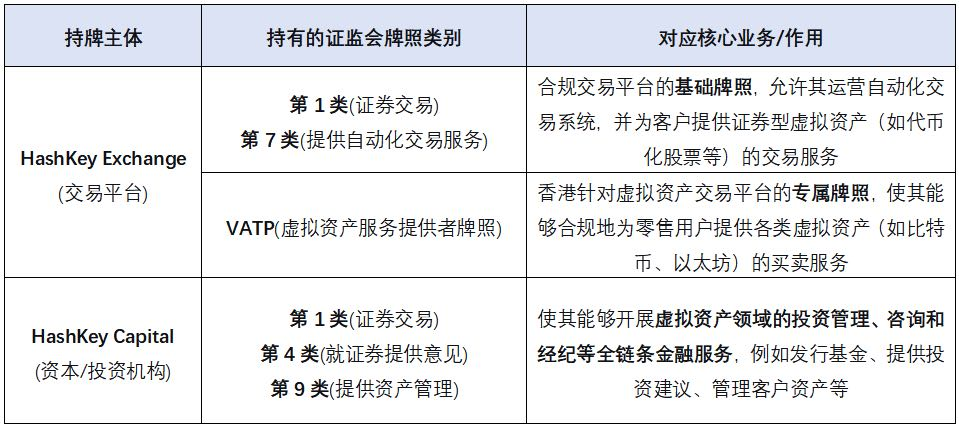 持牌主体
持有的证监会牌照类别
对应核心业务/作用
HashKey Exchange
(交易平台)
第 1 类(证券交易)
第 7 类(提供自动化交易服务)
合规交易平台的基础牌照，允许其运营自动化交
易系统，并为客户提供证券型虚拟资产（如代币
化股票等）的交易服务
VATP(虚拟资产服务提供者牌照)
香港针对虚拟资产交易平台的专属牌照，使其能
够合规地为零售用户提供各类虚拟资产（如比特
币、以太坊）的买卖服务
HashKey Capital
(资本/投资机构)
第 1 类(证券交易)
第 4 类(就证券提供意见)
第 9 类(提供资产管理)
使其能够开展虚拟资产领域的投资管理、咨询和
经纪等全链条金融服务，例如发行基金、提供投
资建议、管理客户资产等